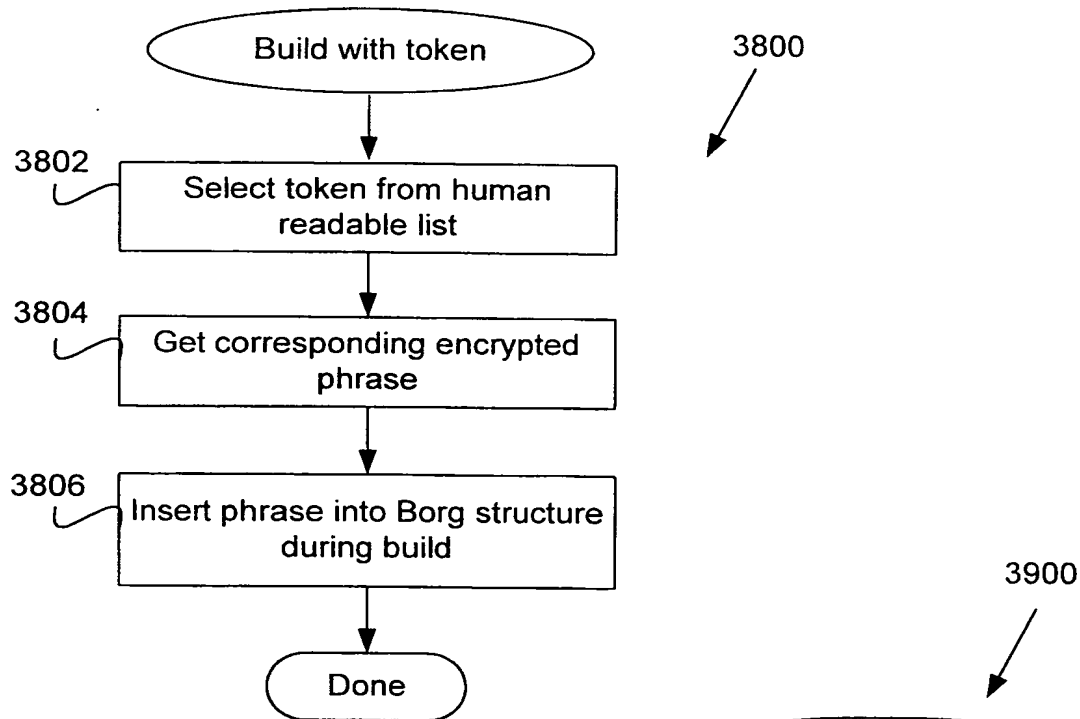 Build with token
3800
3802
Select token from human
readable list
3804
Get corresponding encrypted
phrase
3806
Insert phrase into Borg structure
during build
3900
Done